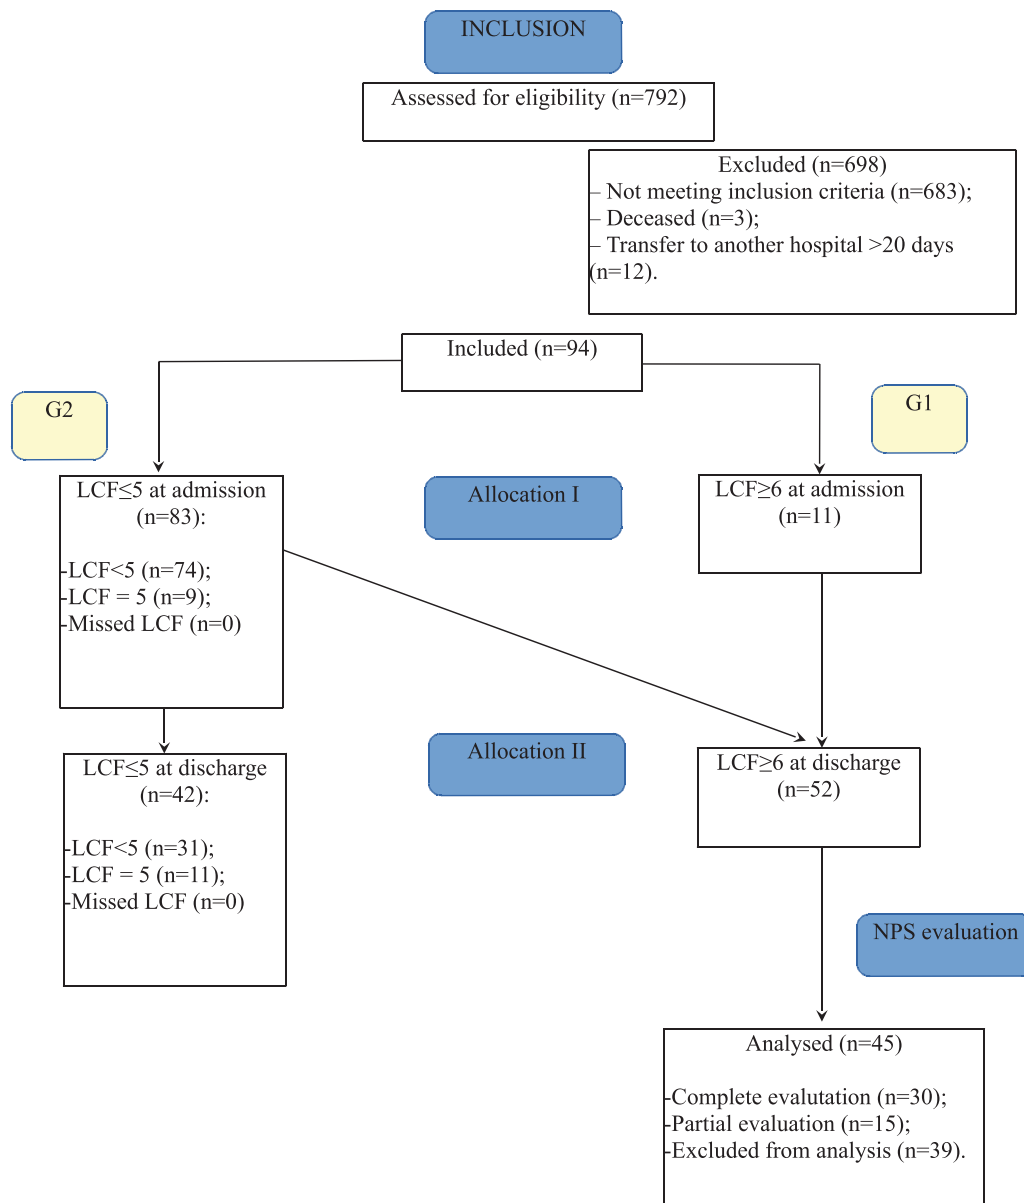 INCLUSION
Assessed for eligibility (n=792)
Excluded (n=698)
– Not meeting inclusion criteria (n=683);
– Deceased (n=3);
– Transfer to another hospital >20 days
(n=12).
Included (n=94)
G2
G1
LCF≤5 at admission
(n=83):
-LCF<5 (n=74);
-LCF = 5 (n=9);
-Missed LCF (n=0)
Allocation I
LCF≥6 at admission
(n=11)
LCF≤5 at discharge
(n=42):
-LCF<5 (n=31);
-LCF = 5 (n=11);
-Missed LCF (n=0)
Allocation II
LCF≥6 at discharge
(n=52)
NPS evaluation
Analysed (n=45)
-Complete evalutation (n=30);
-Partial evaluation (n=15);
-Excluded from analysis (n=39).